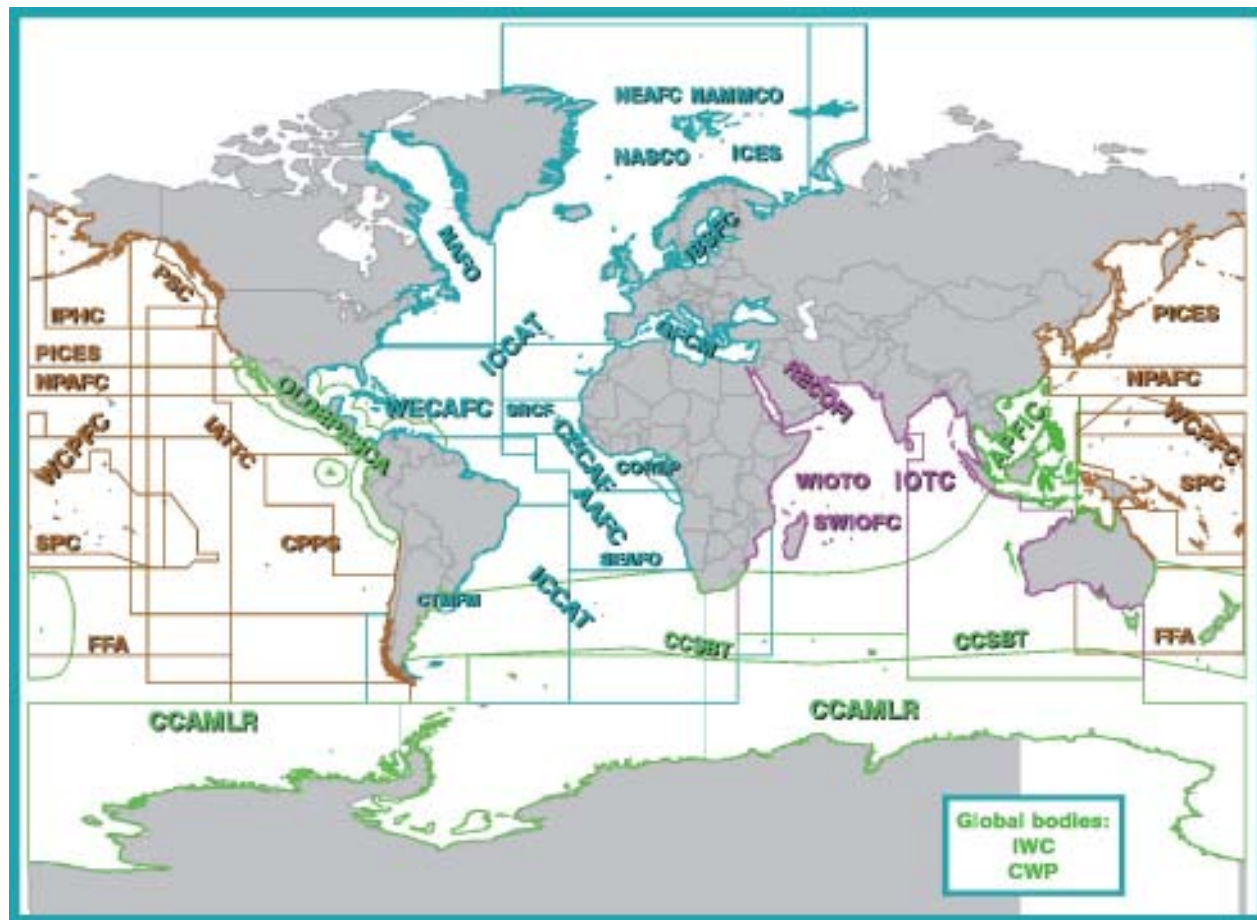 NEAFC NAMMCO
NASCO ICES
NAFO
IBSFC
PSC
IPHC
ICCAT
GFCM
PICES
PICES
RECOFI
NPAFC
NPAFC
OLDEPESCA
WECAFC
SRCF
CECAF
APFIC
WCPFC
WCPFC
IATTC
COREP
WIOTO
IOTC
SPC
AAFC
SWIOFC
SPC
CPPS
SEAFO
CTMFM
ICCAT
FFA
CCSBT
CCSBT
FFA
CCAMLR
CCAMLR
Global bodies:
IWC
CWP